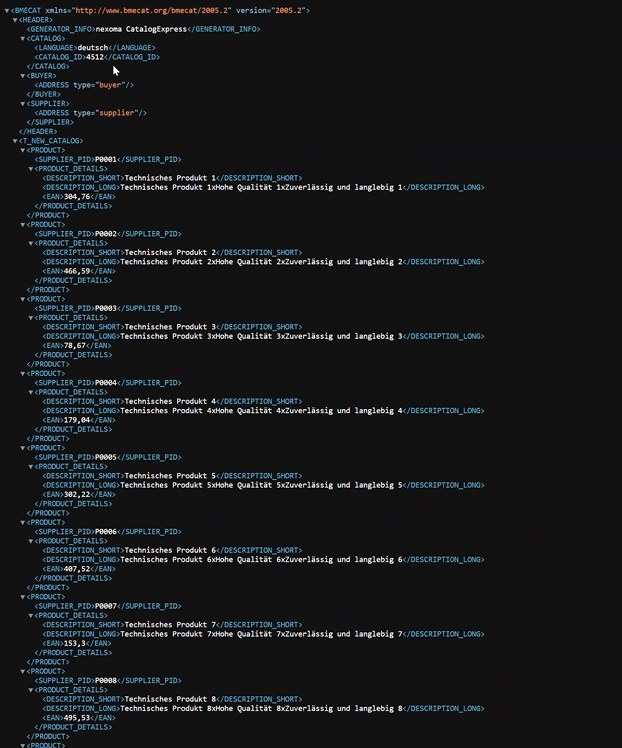 <BMECAT xmlns="http://www.bmecat.org/bmecat/2005.2" version="2005.2">
<HEADER>
<GENERATOR_INFO>nexoma CatalogExpress</GENERATOR_INFO>
<CATALOG>
<LANGUAGE>deutsch</LANGUAGE>
<CATALOG_ID>4512</CATALOG_ID>
</CATALOG>
<BUYER>
<ADDRESS type="buyer"/>
</BUYER>
<SUPPLIER>
<ADDRESS type="supplier"/>
</SUPPLIER>
</HEADER>
<T_NEW_CATALOG>
<PRODUCT>
<SUPPLIER_PID>P0001</SUPPLIER_PID>
<PRODUCT_DETAILS>
<DESCRIPTION_SHORT>Technisches Produkt 1</DESCRIPTION_SHORT>
<DESCRIPTION_LONG>Technisches Produkt 1xHohe Qualität 1xZuverlässig und langlebig 1</DESCRIPTION_LONG>
<EAN>304,76</EAN>
</PRODUCT_DETAILS>
</PRODUCT>
<PRODUCT>
<SUPPLIER_PID>P0002</SUPPLIER_PID>
<PRODUCT_DETAILS>
<DESCRIPTION_SHORT>Technisches Produkt 2</DESCRIPTION_SHORT>
<DESCRIPTION_LONG>Technisches Produkt 2xHohe Qualität 2xZuverlässig und langlebig 2</DESCRIPTION_LONG>
<EAN>466,59</EAN>
</PRODUCT_DETAILS>
</PRODUCT>
<PRODUCT>
<SUPPLIER_PID>P0003</SUPPLIER_PID>
<PRODUCT_DETAILS>
<DESCRIPTION_SHORT>Technisches Produkt 3</DESCRIPTION_SHORT>
<DESCRIPTION_LONG>Technisches Produkt 3xHohe Qualität 3xZuverlässig und langlebig 3</DESCRIPTION_LONG>
<EAN>78,67</EAN>
</PRODUCT_DETAILS>
</PRODUCT>
<PRODUCT>
<SUPPLIER_PID>P0004</SUPPLIER_PID>
<PRODUCT_DETAILS>
<DESCRIPTION_SHORT>Technisches Produkt 4</DESCRIPTION_SHORT>
<DESCRIPTION_LONG>Technisches Produkt 4xHohe Qualität 4xZuverlässig und langlebig 4</DESCRIPTION_LONG>
<EAN>179,04</EAN>
</PRODUCT_DETAILS>
</PRODUCT>
<PRODUCT>
<SUPPLIER_PID>P0005</SUPPLIER_PID>
<PRODUCT_DETAILS>
<DESCRIPTION_SHORT>Technisches Produkt 5</DESCRIPTION_SHORT>
<DESCRIPTION_LONG>Technisches Produkt 5xHohe Qualität 5xZuverlässig und langlebig 5</DESCRIPTION_LONG>
<EAN>302,22</EAN>
</PRODUCT_DETAILS>
</PRODUCT>
<PRODUCT>
<SUPPLIER_PID>P0006</SUPPLIER_PID>
<PRODUCT_DETAILS>
<DESCRIPTION_SHORT>Technisches Produkt 6</DESCRIPTION_SHORT>
<DESCRIPTION_LONG>Technisches Produkt 6xHohe Qualität 6xZuverlässig und langlebig 6</DESCRIPTION_LONG>
<EAN>407,52</EAN>
</PRODUCT_DETAILS>
</PRODUCT>
<PRODUCT>
<SUPPLIER_PID>P0007</SUPPLIER_PID>
<PRODUCT_DETAILS>
<DESCRIPTION_SHORT>Technisches Produkt 7</DESCRIPTION_SHORT>
<DESCRIPTION_LONG>Technisches Produkt 7xHohe Qualität 7xZuverlässig und langlebig 7</DESCRIPTION_LONG>
<EAN>153,3</EAN>
</PRODUCT_DETAILS>
</PRODUCT>
<PRODUCT>
<SUPPLIER_PID>P0008</SUPPLIER_PID>
<PRODUCT_DETAILS>
<DESCRIPTION_SHORT>Technisches Produkt 8</DESCRIPTION_SHORT>
<DESCRIPTION_LONG>Technisches Produkt 8xHohe Qualität 8xZuverlässig und langlebig 8</DESCRIPTION_LONG>
<EAN>495,53</EAN>
</PRODUCT_DETAILS>
</PRODUCT>
<PRODUCT>